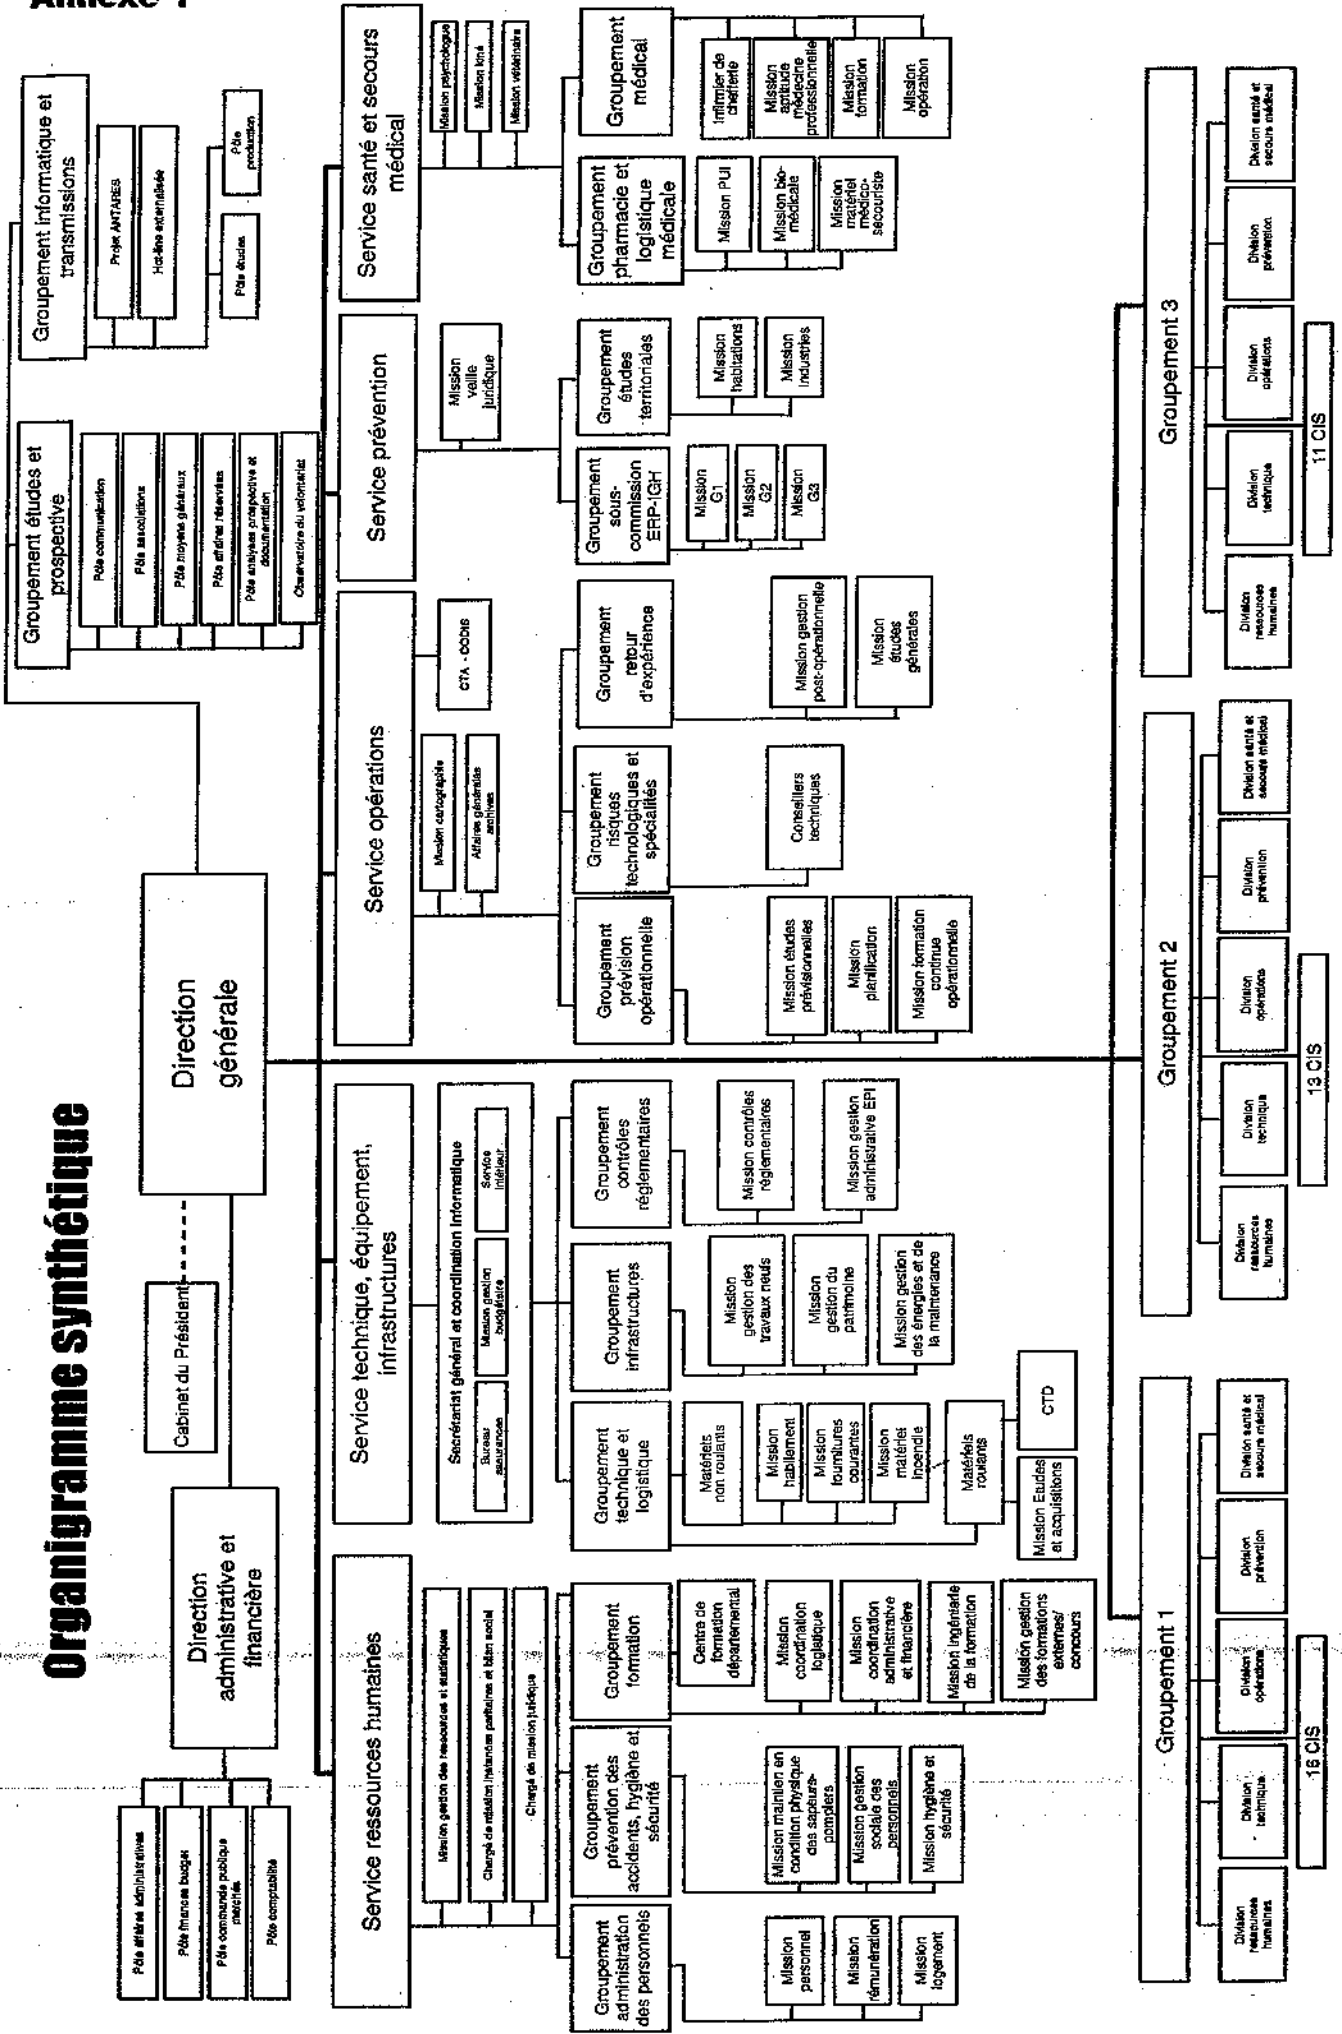 Annexe 1
Organigramme synthétique
Cabinet du Président
Direction
générale
Direction
administrative et
financière
Pôle affaires administratives
Pôle finances budget
Pôle commande publique
marchés
Pôle comptabilité
Groupement études et
prospective
Pôle communication
Pôle associations
Pôle moyens généraux
Pôle affaires réservées
Pôle analyses prospective et
documentation
Observatoire du volontariat
Groupement informatique et
transmissions
Projet ANTARES
Hot-line externalisée
Pôle études
Pôle
production
Service ressources humaines
Mission gestion des ressources et statistiques
Chargé de mission instances paritaires et bilan social
Chargé de mission juridique
Groupement
administration
des personnels
Mission
personnel
Mission
rémunération
Mission
logement
Groupement
prévention des
accidents, hygiène et
sécurité
Mission maintien en
condition physique
des sapeurs-
pompiers
Mission gestion
sociale des
personnels
Mission hygiène et
sécurité
Groupement
formation
Centre de
formation
départemental
Mission
coordination
logistique
Mission
coordination
administrative
et financière
Mission ingénierie
de la formation
Mission gestion
des formations
externes/
concours
Service technique, équipement,
infrastructures
Secrétariat général et coordination informatique
Bureau
assurances
Mission gestion
budgétaire
Service
intérieur
Groupement
technique et
logistique
Matériels
non roulants
Mission
habillement
Mission
fournitures
courantes
Mission
matériel
incendie
Matériels
roulants
Mission Etudes
et acquisitions
CTD
Groupement
infrastructures
Mission
gestion des
travaux neufs
Mission
gestion du
patrimoine
Mission gestion
des énergies et de
la maintenance
Groupement
contrôles
réglementaires
Mission contrôles
réglementaires
Mission gestion
administrative EPI
Service opérations
Mission cartographie
Affaires générales
archives
CTA - CODIS
Groupement
prévision
opérationnelle
Mission études
prévisionnelles
Mission
planification
Mission formation
continue
opérationnelle
Groupement
risques
technologiques et
spécialités
Conseillers
techniques
Groupement
retour
d'expérience
Mission gestion
post-opérationnelle
Mission
études
générales
Service prévention
Mission
veille
juridique
Groupement
sous-
commission
ERP-IGH
Mission
G1
Mission
G2
Mission
G3
Groupement
études
territoriales
Mission
habitations
Mission
Industries
Service santé et secours
médical
Mission psychologue
Mission kiné
Mission vétérinaire
Groupement
pharmacie et
logistique
médicale
Mission PUI
Mission bio-
médicale
Mission
matériel
médico-
secouriste
Groupement
médical
Infirmier de
chefferie
Mission
aptitude
médecine
professionnelle
Mission
formation
Mission
opération
Groupement 1
Division
ressources
humaines
Division
technique
Division
opérations
Division
prévention
Division santé et
secours médical
16 CIS
Groupement 2
Division
ressources
humaines
Division
technique
Division
opérations
Division
prévention
Division santé et
secours médical
13 CIS
Groupement 3
Division
ressources
humaines
Division
technique
Division
opérations
Division
prévention
Division santé et
secours médical
11 CIS